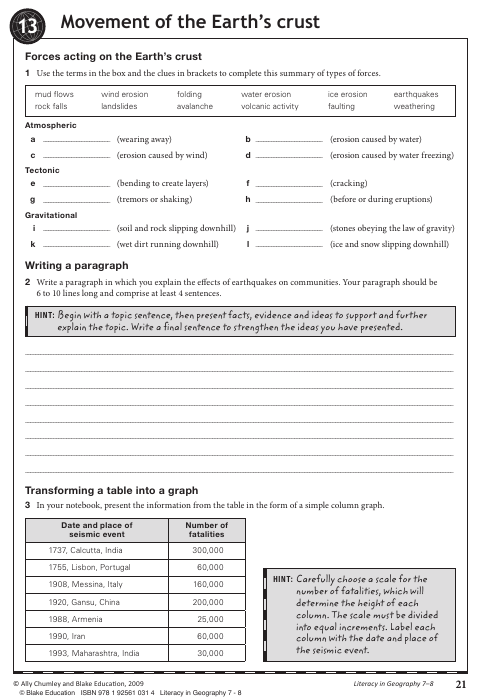 13 Movement of the Earth's crust
Forces acting on the Earth's crust
1 Use the terms in the box and the clues in brackets to complete this summary of types of forces.
mud flows wind erosion folding water erosion ice erosion earthquakes
rock falls landslides avalanche volcanic activity faulting weathering
Atmospheric
a (wearing away) b (erosion caused by water)
c (erosion caused by wind) d (erosion caused by water freezing)
Tectonic
e (bending to create layers) f (cracking)
g (tremors or shaking) h (before or during eruptions)
Gravitational
i (soil and rock slipping downhill) j (stones obeying the law of gravity)
k (wet dirt running downhill) l (ice and snow slipping downhill)
Writing a paragraph
2 Write a paragraph in which you explain the effects of earthquakes on communities. Your paragraph should be
6 to 10 lines long and comprise at least 4 sentences.
HINT: Begin with a topic sentence, then present facts, evidence and ideas to support and further
explain the topic. Write a final sentence to strengthen the ideas you have presented.
Transforming a table into a graph
3 In your notebook, present the information from the table in the form of a simple column graph.
Date and place of seismic event Number of fatalities
1737, Calcutta, India 300,000
1755, Lisbon, Portugal 60,000
1908, Messina, Italy 160,000
1920, Gansu, China 200,000
1988, Armenia 25,000
1990, Iran 60,000
1993, Maharashtra, India 30,000
HINT: Carefully choose a scale for the
number of fatalities, which will
determine the height of each
column. The scale must be divided
into equal increments. Label each
column with the date and place of
the seismic event.
© Ally Chumley and Blake Education, 2009 Literacy in Geography 7–8 21
© Blake Education ISBN 978 1 92561 031 4 Literacy in Geography 7 - 8